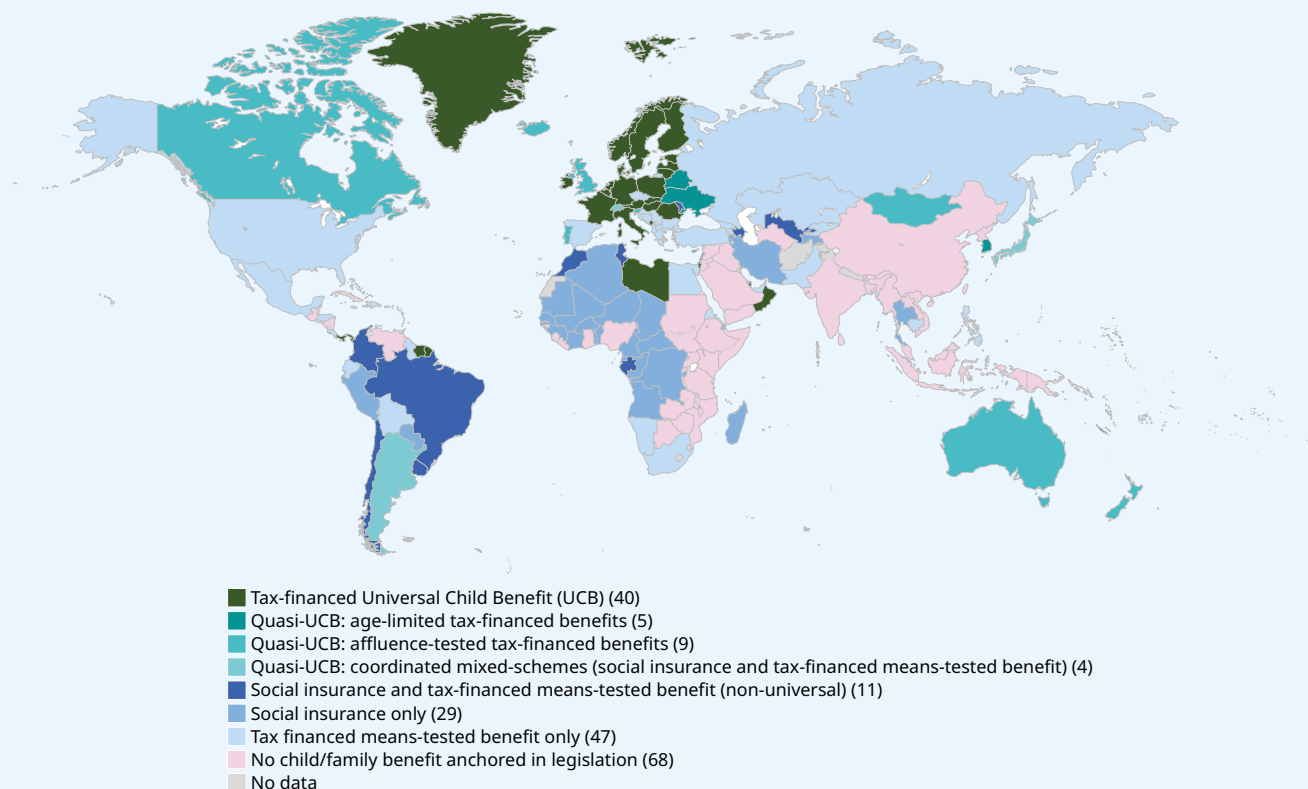 Tax-financed Universal Child Benefit (UCB) (40)
Quasi-UCB: age-limited tax-financed benefits (5)
Quasi-UCB: affluence-tested tax-financed benefits (9)
Quasi-UCB: coordinated mixed-schemes (social insurance and tax-financed means-tested benefit) (4)
Social insurance and tax-financed means-tested benefit (non-universal) (11)
Social insurance only (29)
Tax financed means-tested benefit only (47)
No child/family benefit anchored in legislation (68)
No data